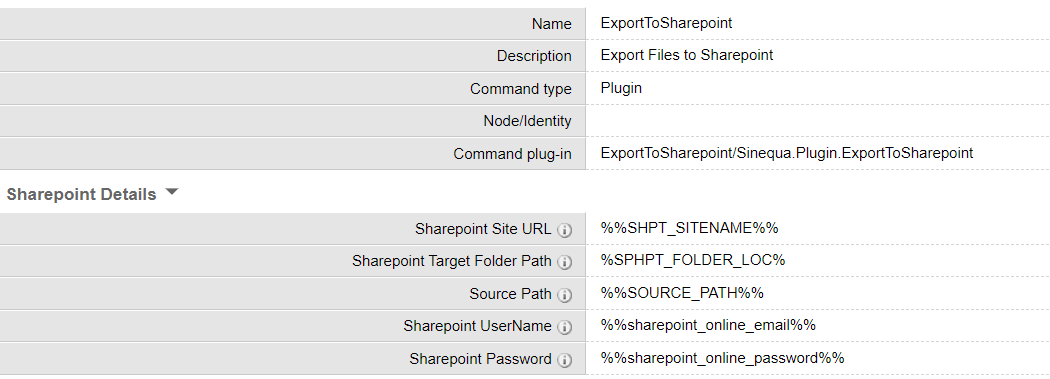 Name ExportToSharepoint
Description Export Files to Sharepoint
Command type Plugin
Node/Identity
Command plug-in ExportToSharepoint/Sinequa.Plugin.ExportToSharepoint
Sharepoint Details
Sharepoint Site URL %%SHPT_SITENAME%%
Sharepoint Target Folder Path %SPHPT_FOLDER_LOC%
Source Path %%SOURCE_PATH%%
Sharepoint UserName %%sharepoint_online_email%%
Sharepoint Password %%sharepoint_online_password%%